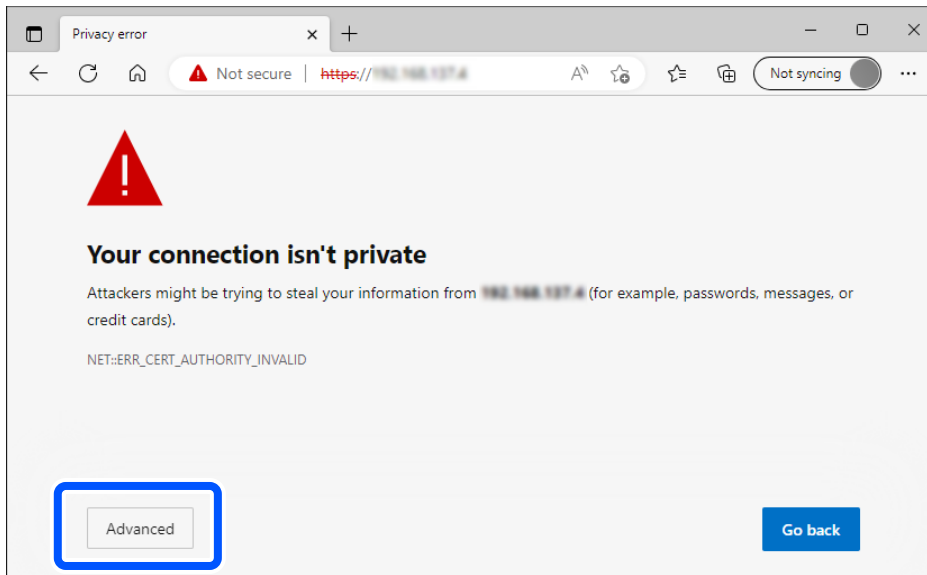 Privacy error
Not secure | https://
Not syncing
Your connection isn't private
Attackers might be trying to steal your information from (for example, passwords, messages, or
credit cards).
NET::ERR_CERT_AUTHORITY_INVALID
Advanced
Go back